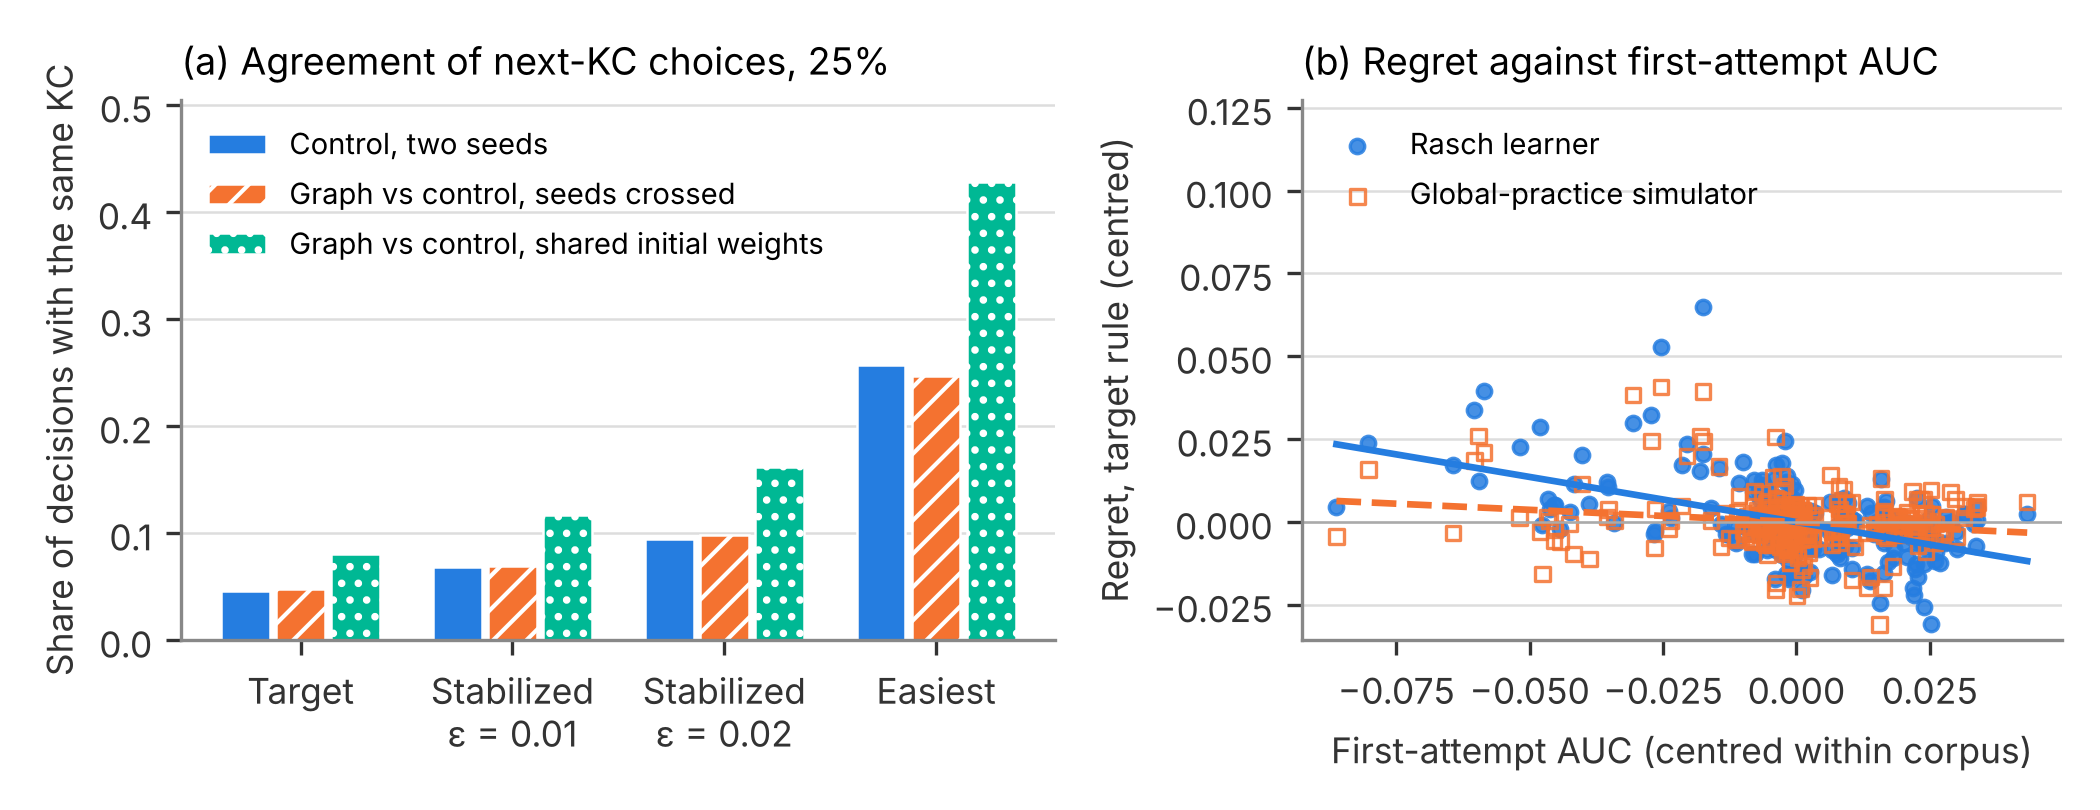 (a) Agreement of next-KC choices, 25%
Share of decisions with the same KC
0.5
0.4
0.3
0.2
0.1
0.0
Control, two seeds
Graph vs control, seeds crossed
Graph vs control, shared initial weights
Target
Stabilized
ε = 0.01
Stabilized
ε = 0.02
Easiest
(b) Regret against first-attempt AUC
Regret, target rule (centred)
0.125
0.100
0.075
0.050
0.025
0.000
−0.025
Rasch learner
Global-practice simulator
−0.075 −0.050 −0.025 0.000 0.025
First-attempt AUC (centred within corpus)